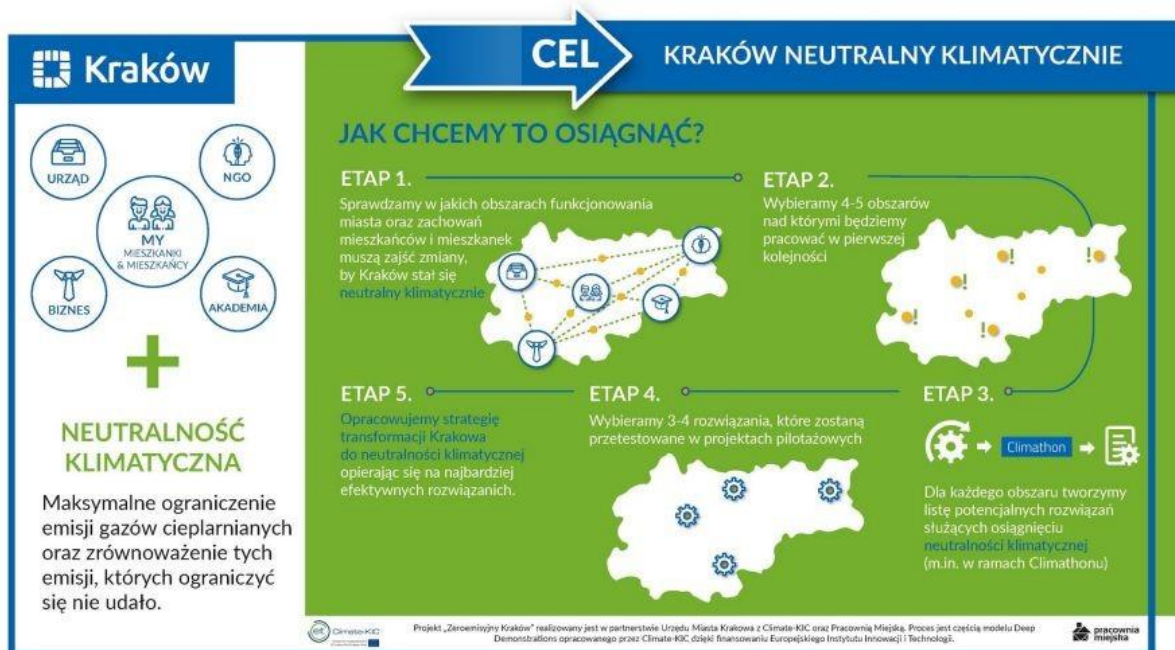 Kraków
CEL
KRAKÓW NEUTRALNY KLIMATYCZNIE
URZĄD
NGO
MY
MIESZKANKI
& MIESZKAŃCY
BIZNES
AKADEMIA
+
NEUTRALNOŚĆ
KLIMATYCZNA
Maksymalne ograniczenie
emisji gazów cieplarnianych
oraz zrównoważenie tych
emisji, których ograniczyć
się nie udało.
JAK CHCEMY TO OSIĄGNĄĆ?
ETAP 1.
Sprawdzamy w jakich obszarach funkcjonowania
miasta oraz zachowań
mieszkańców i mieszkanek
muszą zajść zmiany,
by Kraków stał się
neutralny klimatycznie
ETAP 2.
Wybieramy 4-5 obszarów
nad którymi będziemy
pracować w pierwszej
kolejności
! ! ! ! !
ETAP 3.
Climathon
Dla każdego obszaru tworzymy
listę potencjalnych rozwiązań
służących osiągnięciu
neutralności klimatycznej
(m.in. w ramach Climathonu)
ETAP 4.
Wybieramy 3-4 rozwiązania, które zostaną
przetestowane w projektach pilotażowych
ETAP 5.
Opracowujemy strategię
transformacji Krakowa
do neutralności klimatycznej
opierając się na najbardziej
efektywnych rozwiązanich.
eit Climate-KIC
Projekt „Zeroemisyjny Kraków" realizowany jest w partnerstwie Urzędu Miasta Krakowa z Climate-KIC oraz Pracownią Miejską. Proces jest częścią modelu Deep
Demonstrations opracowanego przez Climate-KIC dzięki finansowaniu Europejskiego Instytutu Innowacji i Technologii.
pracownia
miejska